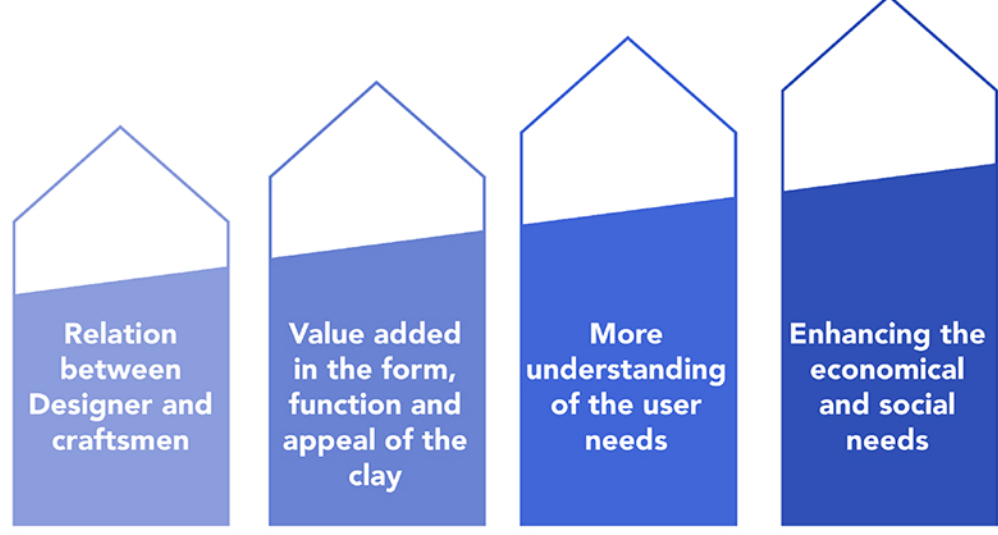 Relation
between
Designer and
craftsmen
Value added
in the form,
function and
appeal of the
clay
More
understanding
of the user
needs
Enhancing the
economical
and social
needs